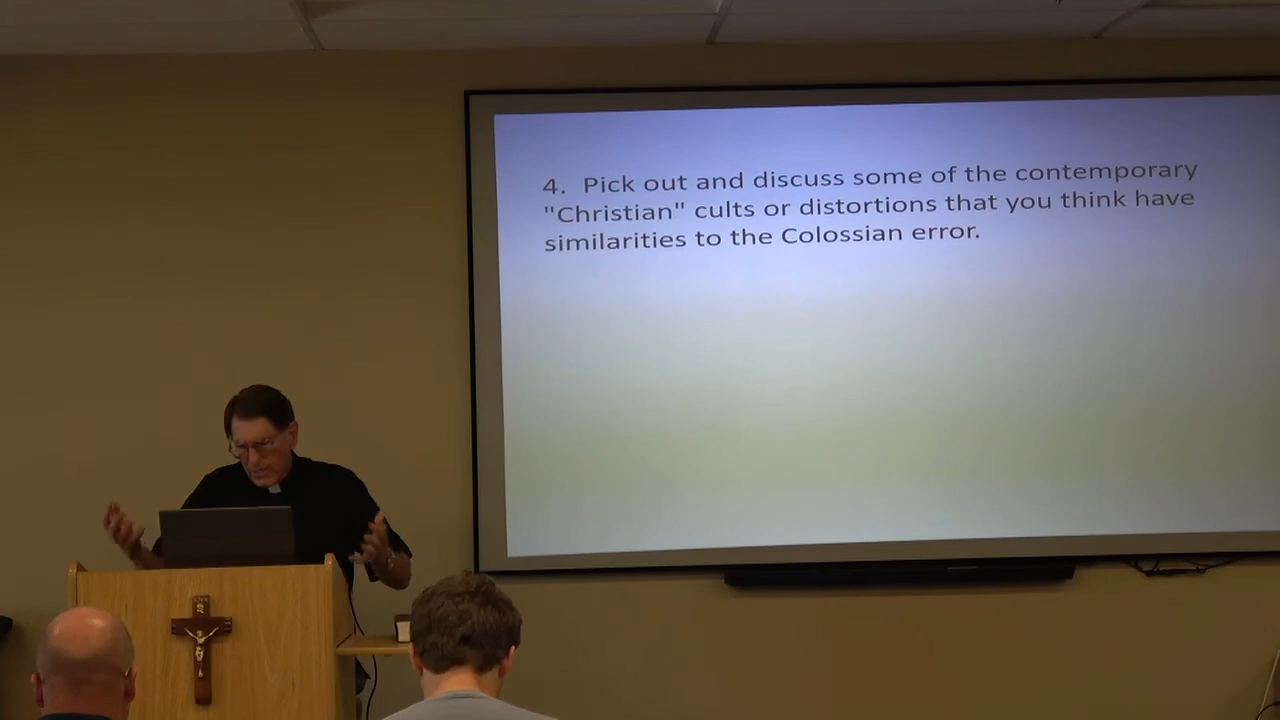 4. Pick out and discuss some of the contemporary
"Christian" cults or distortions that you think have
similarities to the Colossian error.